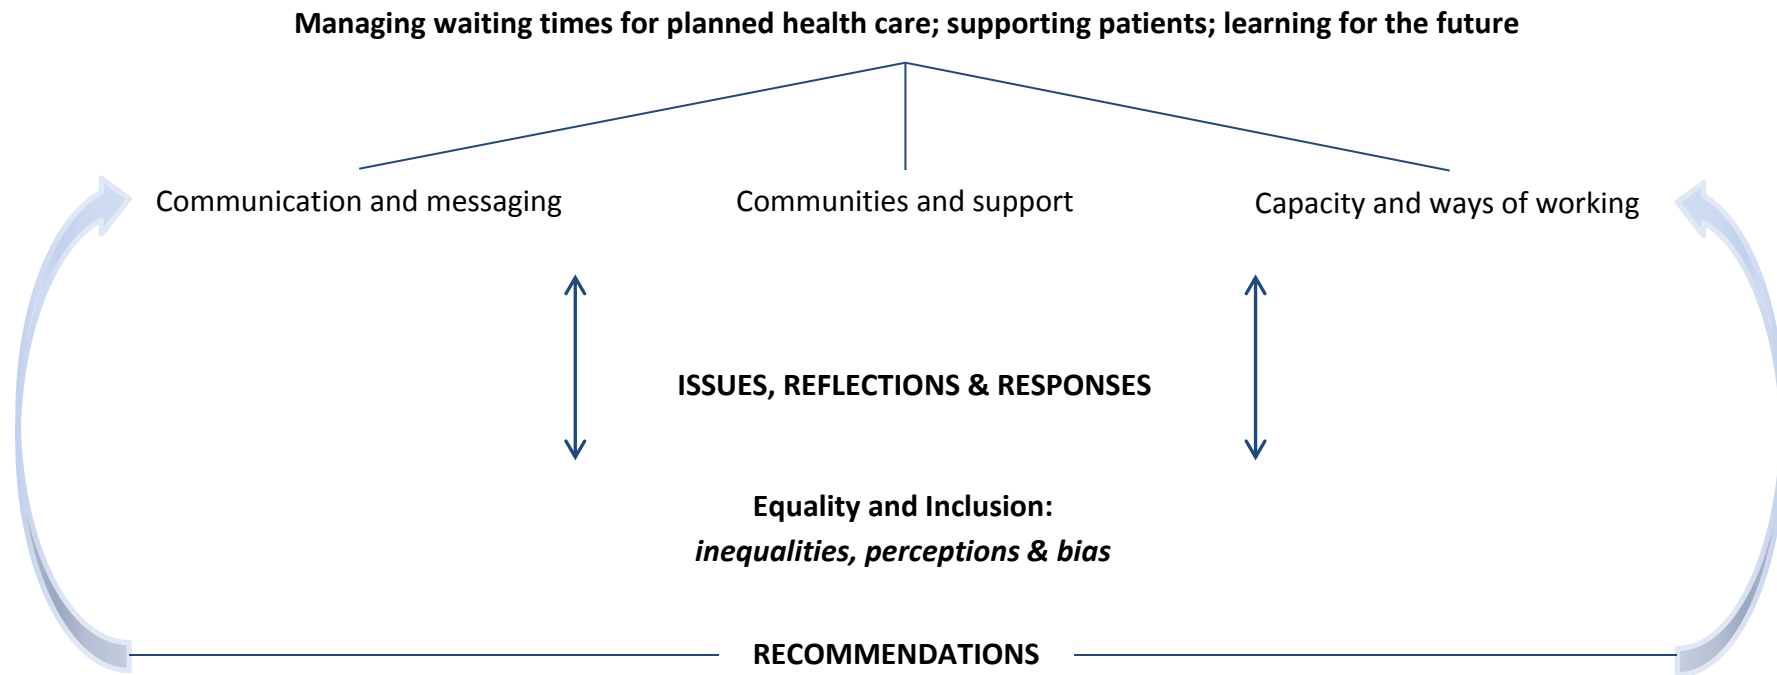 Managing waiting times for planned health care; supporting patients; learning for the future
Communication and messaging
Communities and support
Capacity and ways of working
ISSUES, REFLECTIONS & RESPONSES
Equality and Inclusion:
inequalities, perceptions & bias
RECOMMENDATIONS